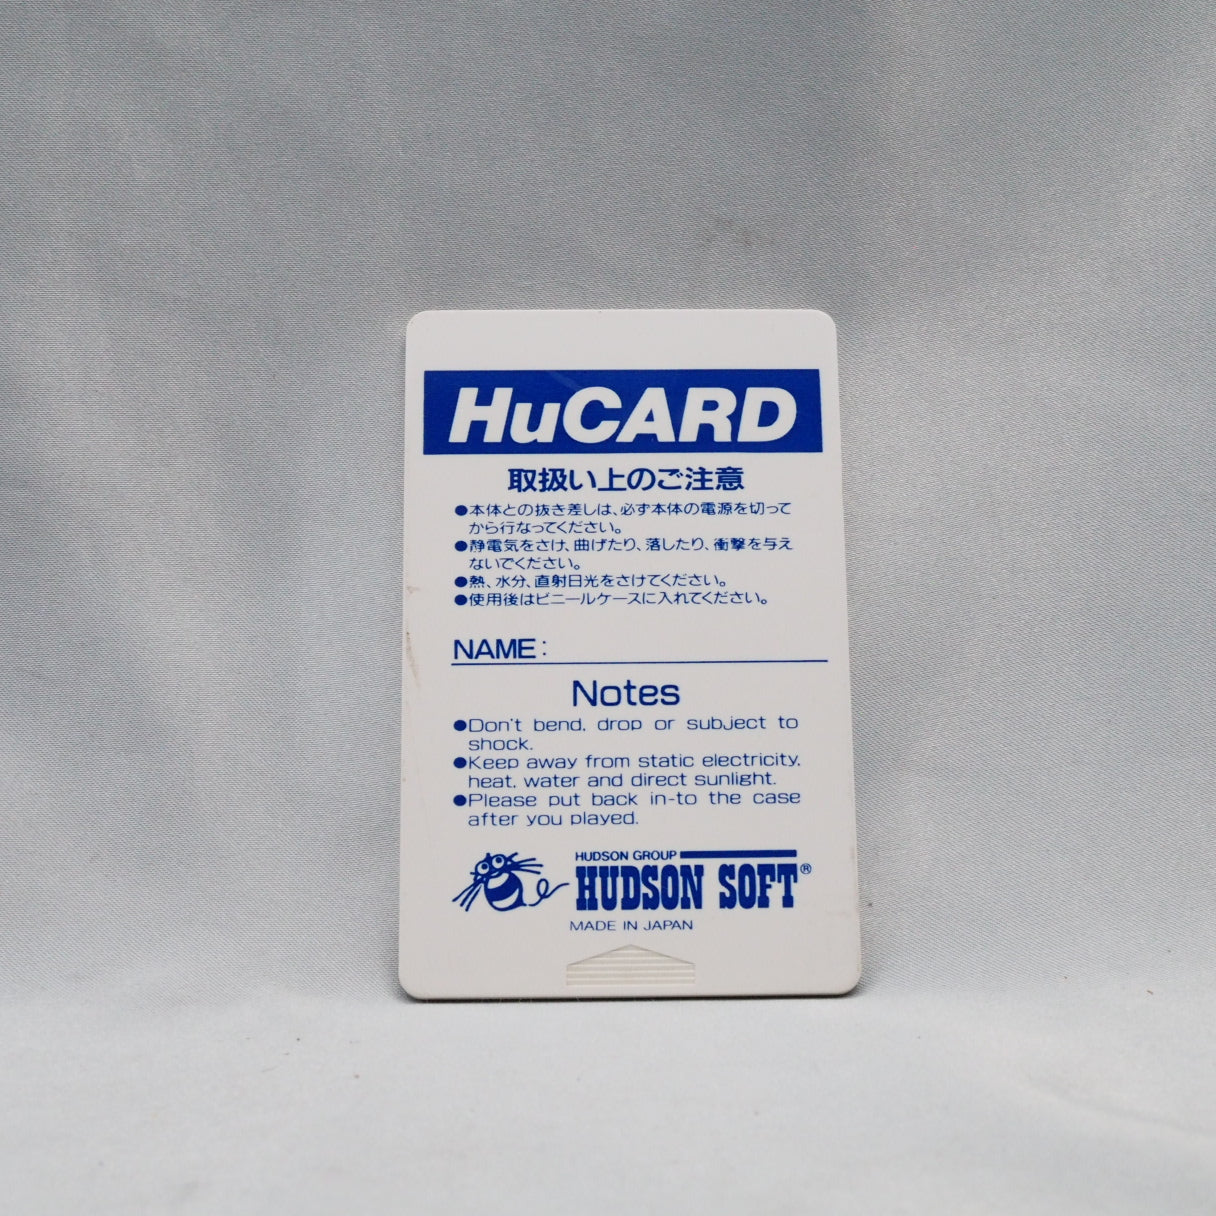 HuCARD
取扱い上のご注意
●本体との抜き差しは、必ず本体の電源を切って
から行なってください。
●静電気をさけ、曲げたり、落したり、衝撃を与え
ないでください。
●熱、水分、直射日光をさけてください。
●使用後はビニールケースに入れてください。
NAME:
Notes
●Don't bend, drop or subject to
shock.
●Keep away from static electricity,
heat, water and direct sunlight.
●Please put back in-to the case
after you played.
HUDSON GROUP
HUDSON SOFT®
MADE IN JAPAN